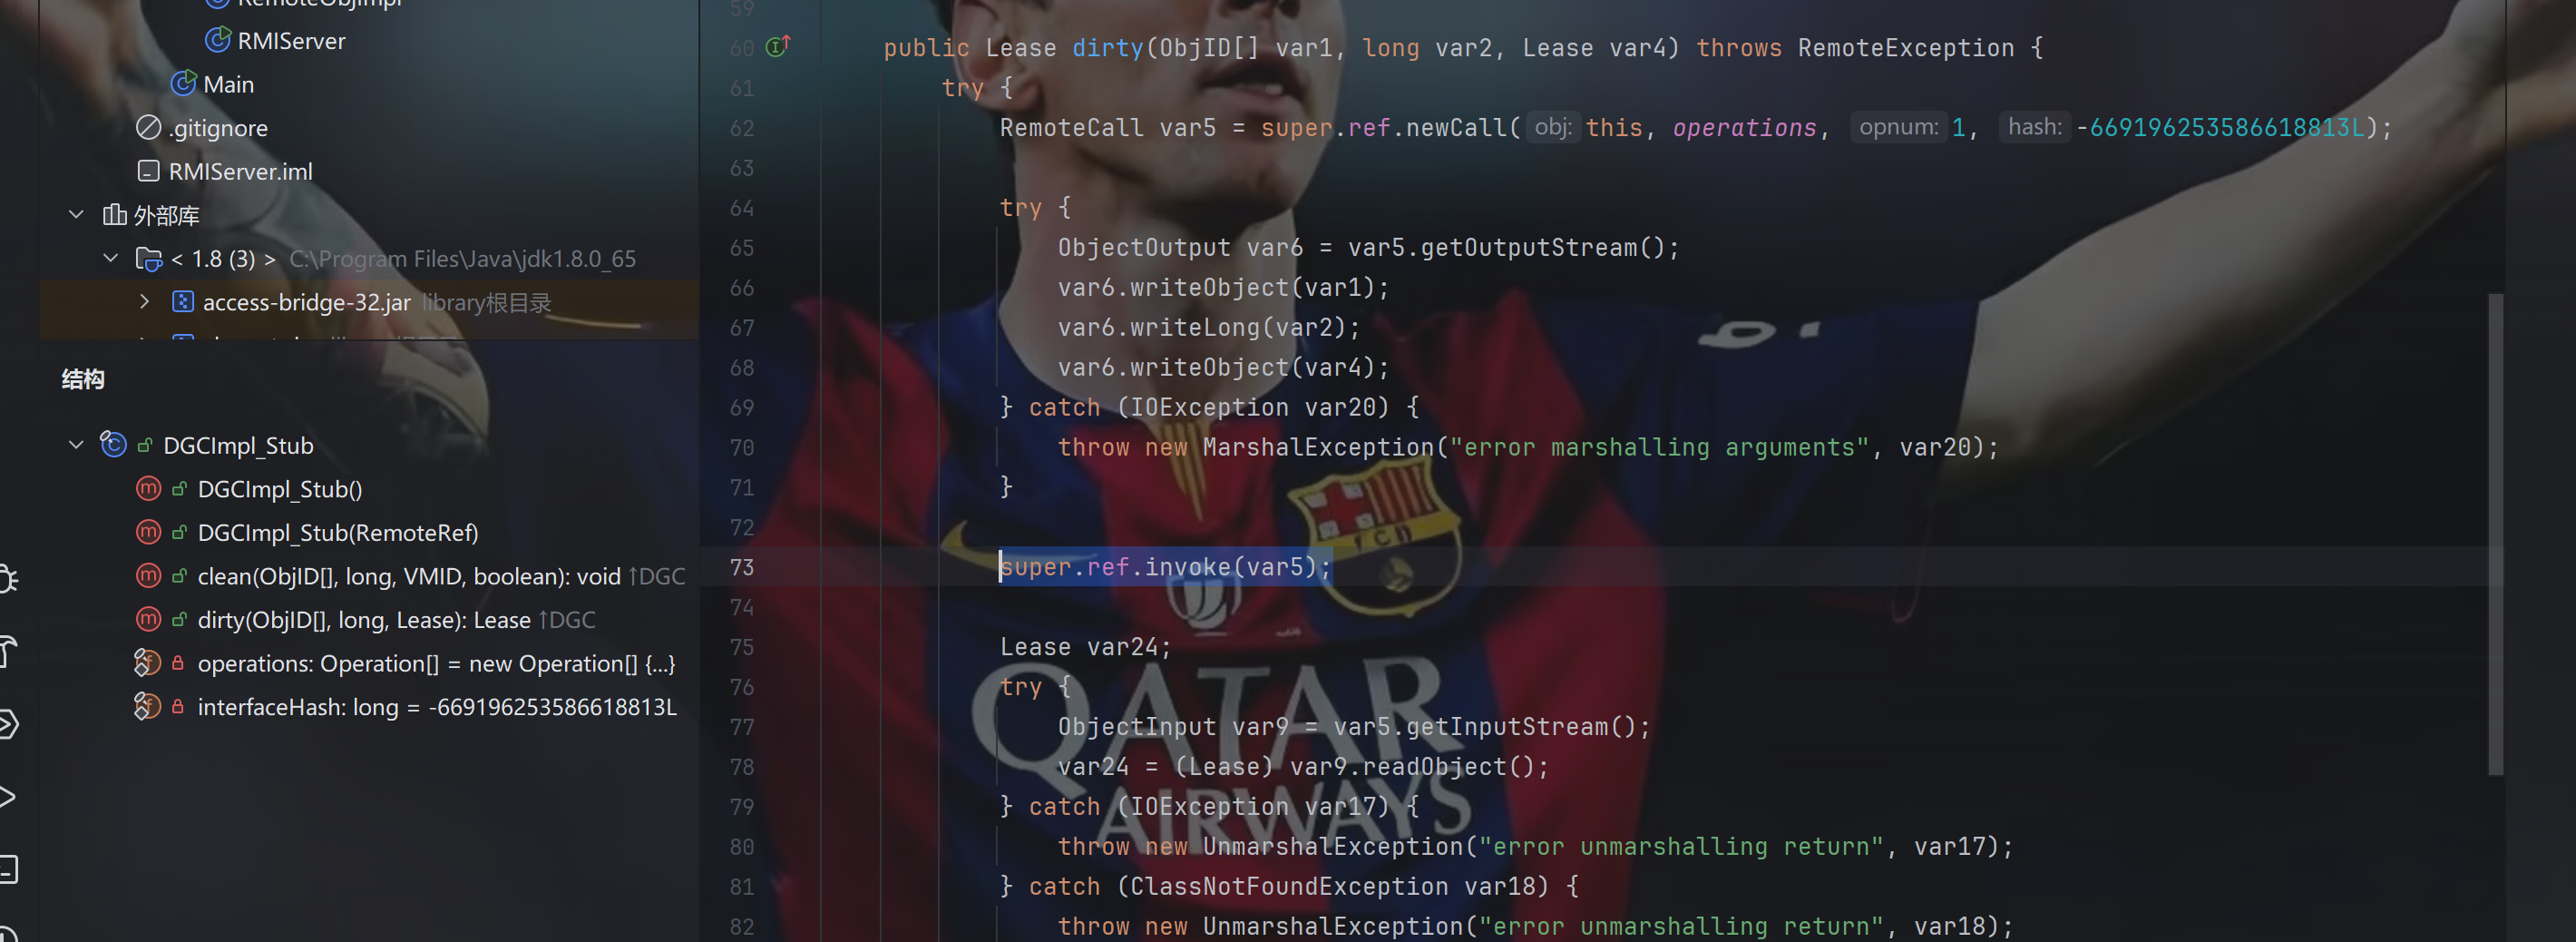 RemoteObjImpl
RMIServer
Main
.gitignore
RMIServer.iml
外部库
< 1.8 (3) > C:\Program Files\Java\jdk1.8.0_65
access-bridge-32.jar library根目录
结构
DGCImpl_Stub
DGCImpl_Stub()
DGCImpl_Stub(RemoteRef)
clean(ObjID[], long, VMID, boolean): void ↑DGC
dirty(ObjID[], long, Lease): Lease ↑DGC
operations: Operation[] = new Operation[] {...}
interfaceHash: long = -669196253586618813L
59
60 public Lease dirty(ObjID[] var1, long var2, Lease var4) throws RemoteException {
61 try {
62 RemoteCall var5 = super.ref.newCall( obj: this, operations, opnum: 1, hash: -669196253586618813L);
63
64 try {
65 ObjectOutput var6 = var5.getOutputStream();
66 var6.writeObject(var1);
67 var6.writeLong(var2);
68 var6.writeObject(var4);
69 } catch (IOException var20) {
70 throw new MarshalException("error marshalling arguments", var20);
71 }
72
73 super.ref.invoke(var5);
74
75 Lease var24;
76 try {
77 ObjectInput var9 = var5.getInputStream();
78 var24 = (Lease) var9.readObject();
79 } catch (IOException var17) {
80 throw new UnmarshalException("error unmarshalling return", var17);
81 } catch (ClassNotFoundException var18) {
82 throw new UnmarshalException("error unmarshalling return", var18);
FCB
QATAR
AIRWAYS